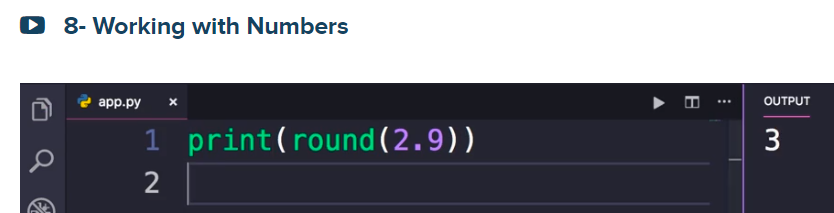 8- Working with Numbers
app.py × ... OUTPUT
1 print(round(2.9)) 3
2